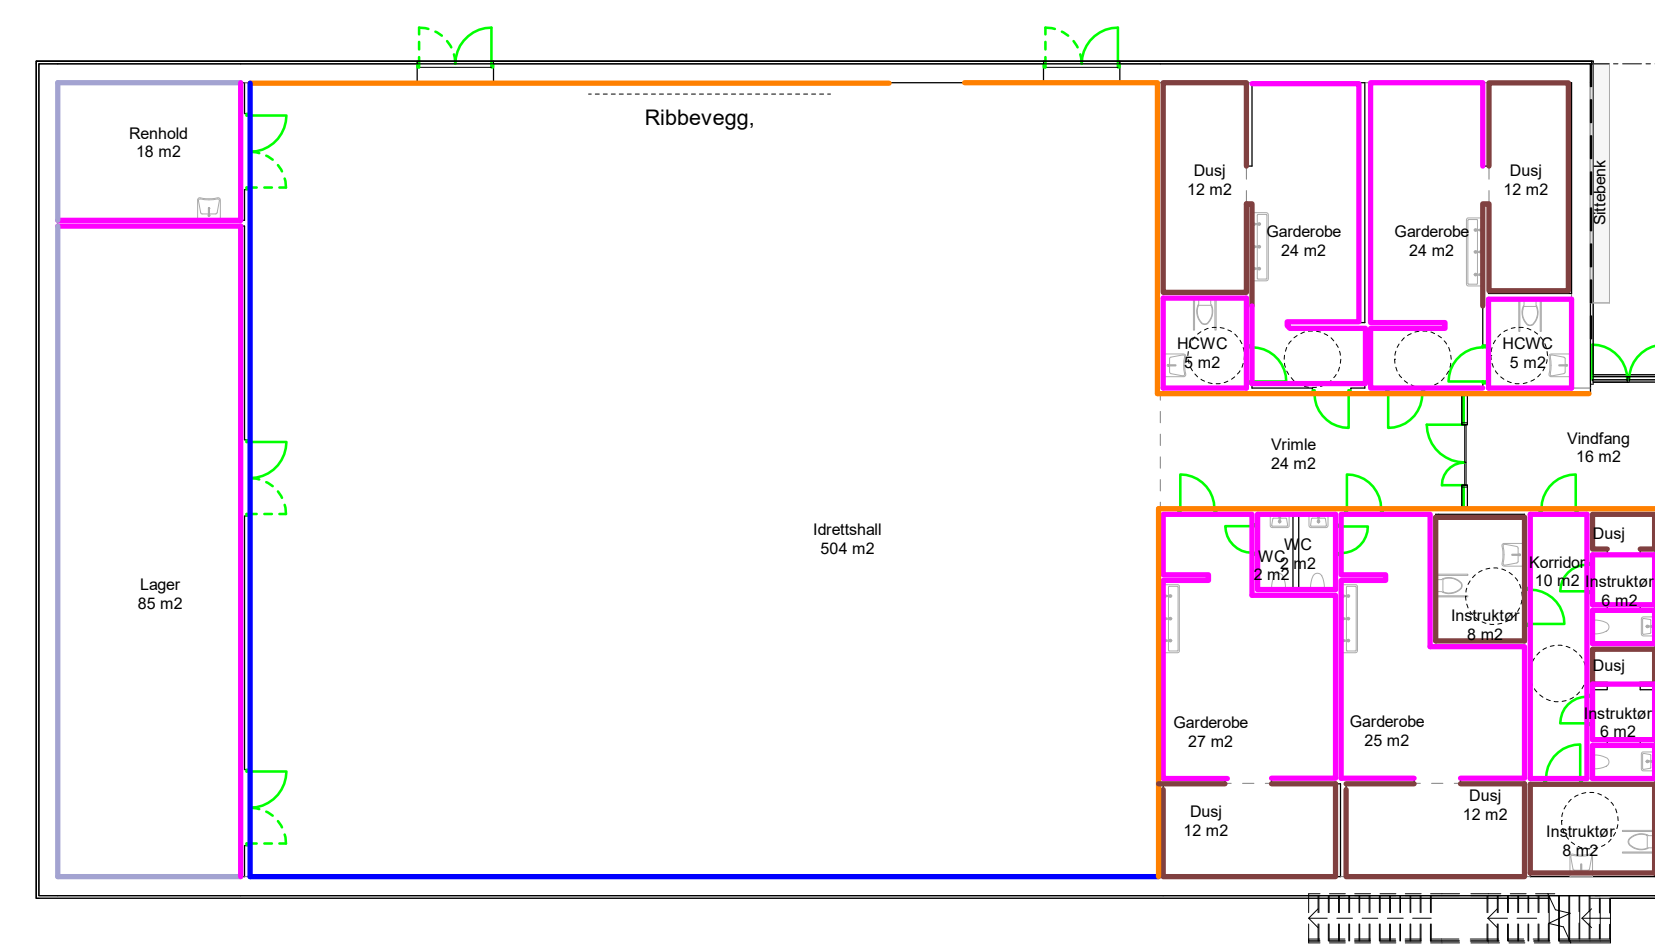 Ribbevegg,
Renhold
18 m2
Dusj
12 m2
Dusj
12 m2
Sittebenk
Garderobe
24 m2
Garderobe
24 m2
HCWC
5 m2
HCWC
5 m2
Vrimle
24 m2
Vindfang
16 m2
Idrettshall
504 m2
Lager
85 m2
WC
2 m2
WC
2 m2
Dusj
Korridor
10 m2
Instruktør
6 m2
Instruktør
8 m2
Dusj
Instruktør
6 m2
Garderobe
27 m2
Garderobe
25 m2
Dusj
12 m2
Dusj
12 m2
Instruktør
8 m2